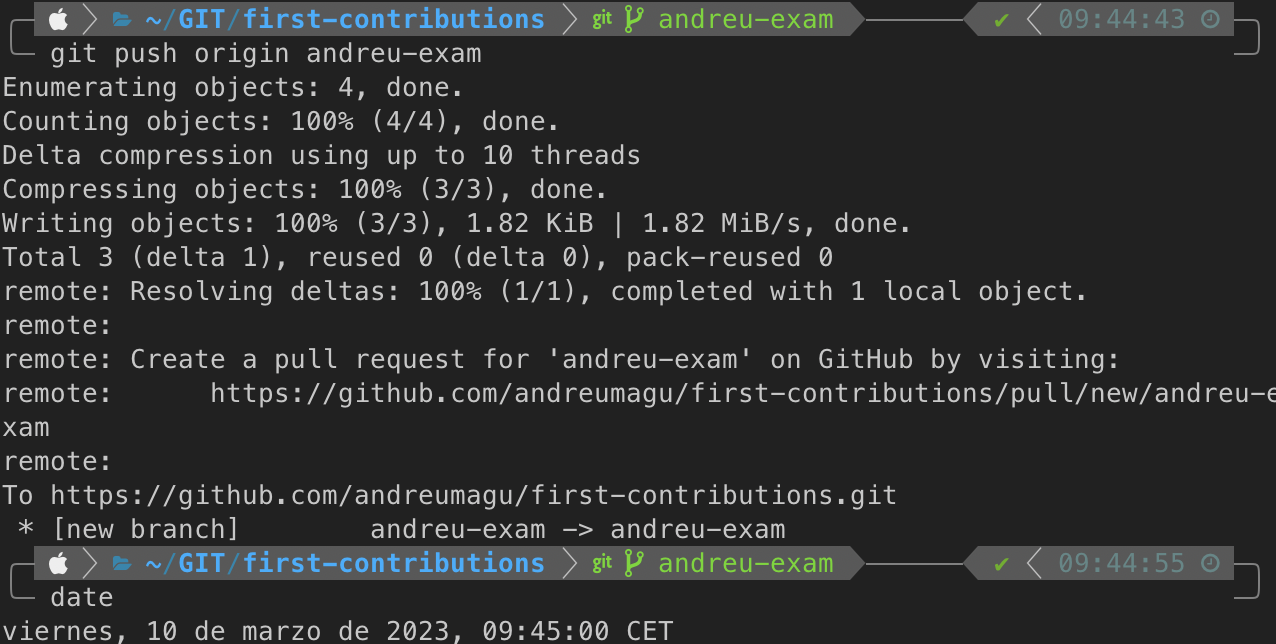 ~/GIT/first-contributions git andreu-exam ✔ 09:44:43
git push origin andreu-exam
Enumerating objects: 4, done.
Counting objects: 100% (4/4), done.
Delta compression using up to 10 threads
Compressing objects: 100% (3/3), done.
Writing objects: 100% (3/3), 1.82 KiB | 1.82 MiB/s, done.
Total 3 (delta 1), reused 0 (delta 0), pack-reused 0
remote: Resolving deltas: 100% (1/1), completed with 1 local object.
remote:
remote: Create a pull request for 'andreu-exam' on GitHub by visiting:
remote:      https://github.com/andreumagu/first-contributions/pull/new/andreu-e
xam
remote:
To https://github.com/andreumagu/first-contributions.git
 * [new branch]        andreu-exam -> andreu-exam
~/GIT/first-contributions git andreu-exam ✔ 09:44:55
date
viernes, 10 de marzo de 2023, 09:45:00 CET